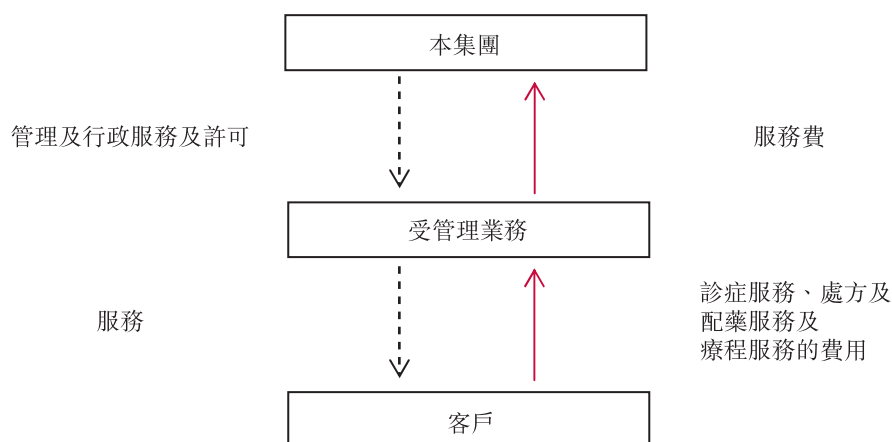 本集團
管理及行政服務及許可
服務費
受管理業務
服務
診症服務、處方及
配藥服務及
療程服務的費用
客戶